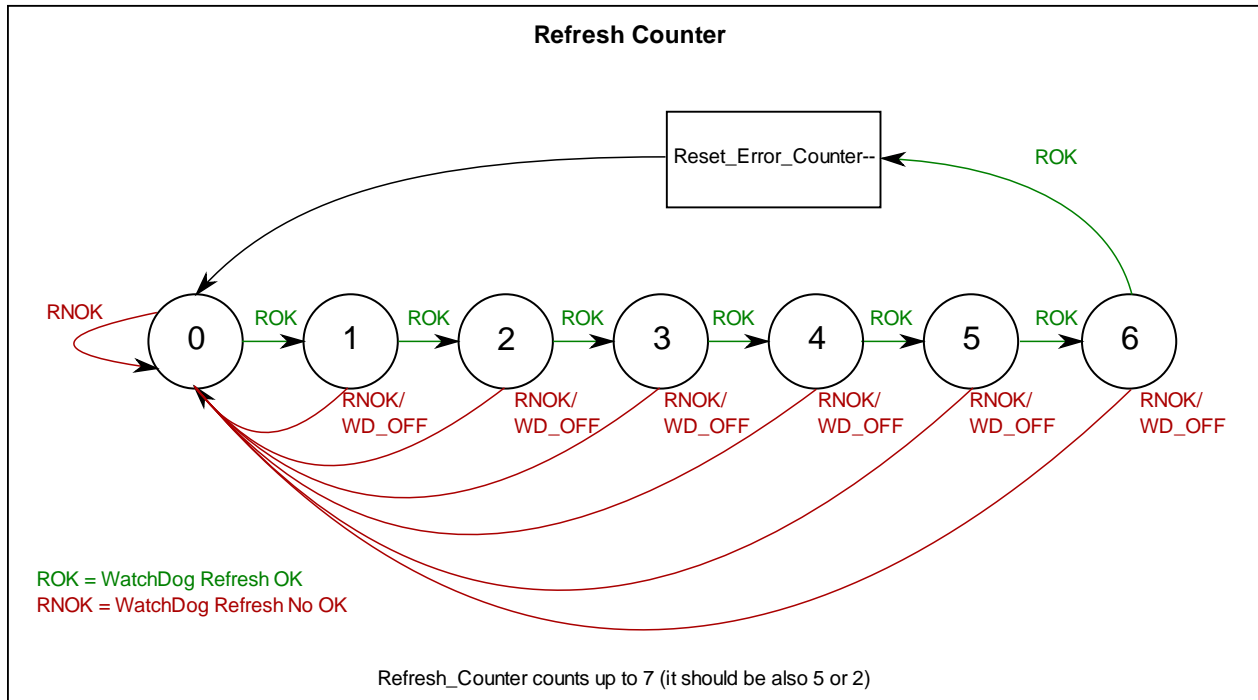 Refresh Counter
Reset_Error_Counter--
ROK
RNOK
ROK
ROK
ROK
ROK
ROK
ROK
0
1
2
3
4
5
6
RNOK/
WD_OFF
RNOK/
WD_OFF
RNOK/
WD_OFF
RNOK/
WD_OFF
RNOK/
WD_OFF
RNOK/
WD_OFF
ROK = WatchDog Refresh OK
RNOK = WatchDog Refresh No OK
Refresh_Counter counts up to 7 (it should be also 5 or 2)